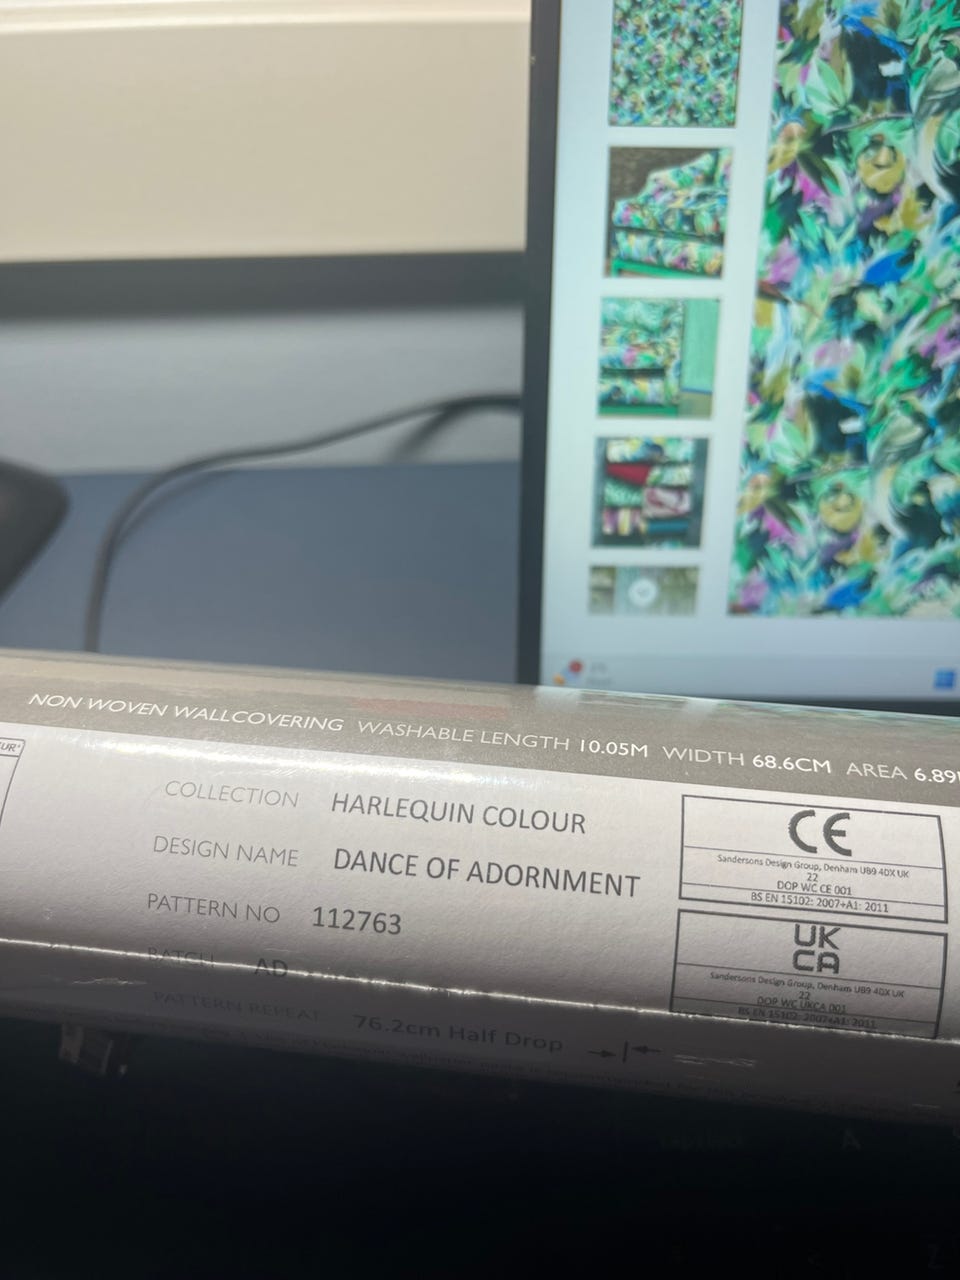 NON WOVEN WALLCOVERING WASHABLE LENGTH 10.05M WIDTH 68.6CM AREA 6.89
COLLECTION HARLEQUIN COLOUR
DESIGN NAME DANCE OF ADORNMENT
PATTERN NO 112763
BATCH AD
PATTERN REPEAT 76.2cm Half Drop
CE
Sandersons Design Group, Denham UB9 4DX UK
22
DOP WC CE 001
BS EN 15102: 2007+A1: 2011
UK
CA
Sandersons Design Group, Denham UB9 4DX UK
22
DOP WC UKCA 001
BS EN 15102: 2007+A1: 2011